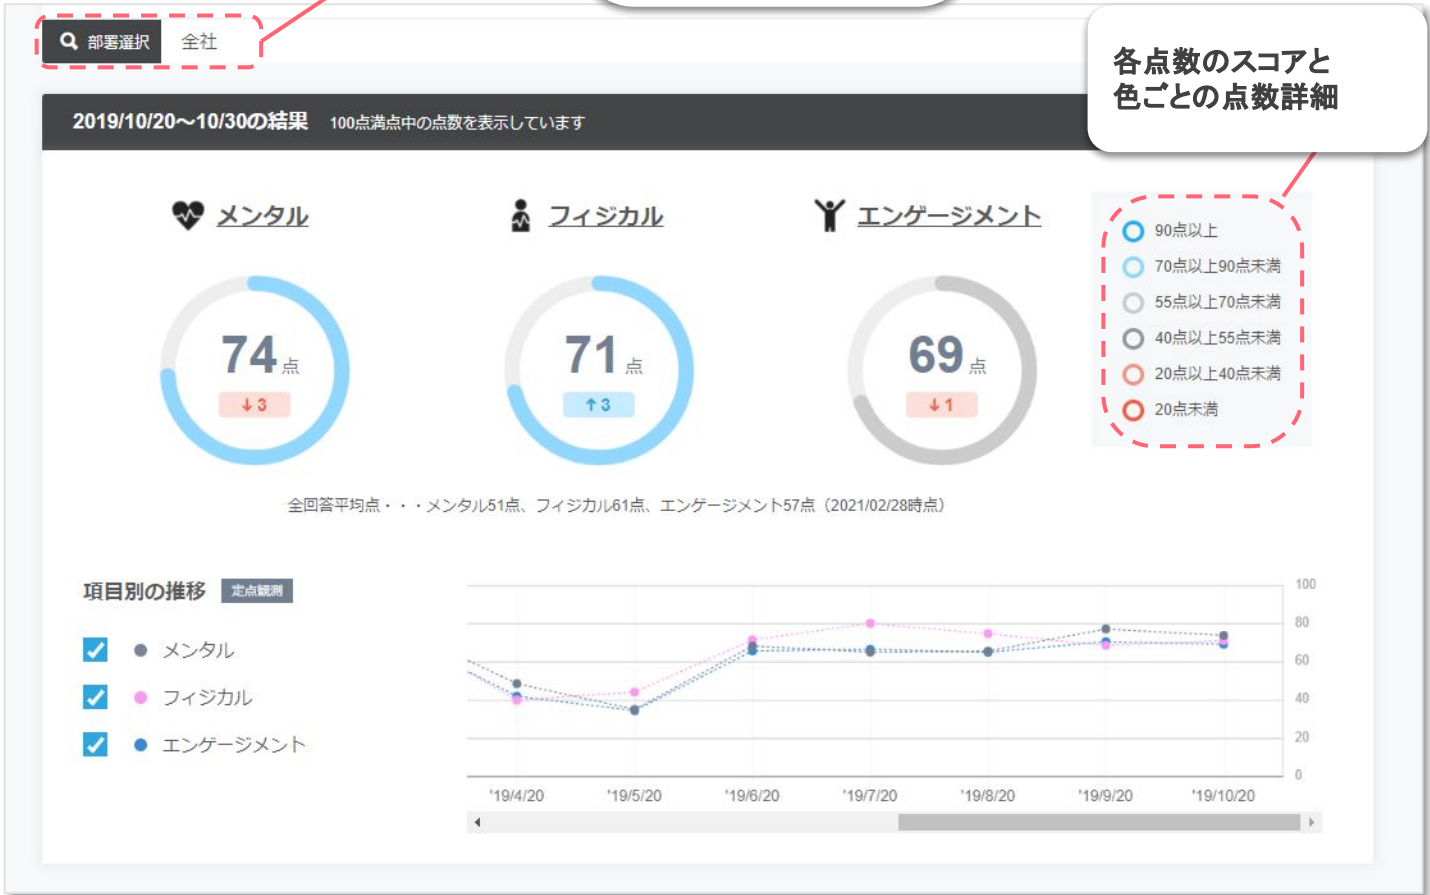 部署選択 全社
各点数のスコアと
色ごとの点数詳細
2019/10/20～10/30の結果 100点満点中の点数を表示しています
メンタル
フィジカル
エンゲージメント
74点
↓3
71点
↑3
69点
↓1
90点以上
70点以上90点未満
55点以上70点未満
40点以上55点未満
20点以上40点未満
20点未満
全回答平均点・・・メンタル51点、フィジカル61点、エンゲージメント57点（2021/02/28時点）
項目別の推移 定点観測
メンタル
フィジカル
エンゲージメント
100
80
60
40
20
0
'19/4/20 '19/5/20 '19/6/20 '19/7/20 '19/8/20 '19/9/20 '19/10/20